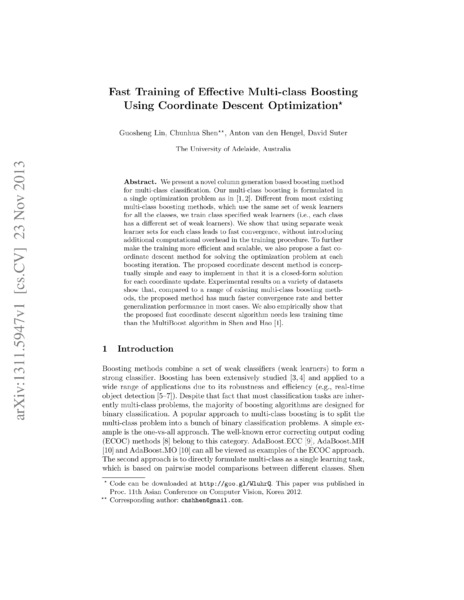 Fast Training of Effective Multi-class Boosting
Using Coordinate Descent Optimization*
Guosheng Lin, Chunhua Shen**, Anton van den Hengel, David Suter
The University of Adelaide, Australia
Abstract. We present a novel column generation based boosting method
for multi-class classification. Our multi-class boosting is formulated in
a single optimization problem as in [1, 2]. Different from most existing
multi-class boosting methods, which use the same set of weak learners
for all the classes, we train class specified weak learners (i.e., each class
has a different set of weak learners). We show that using separate weak
learner sets for each class leads to fast convergence, without introducing
additional computational overhead in the training procedure. To further
make the training more efficient and scalable, we also propose a fast co-
ordinate descent method for solving the optimization problem at each
boosting iteration. The proposed coordinate descent method is concep-
tually simple and easy to implement in that it is a closed-form solution
for each coordinate update. Experimental results on a variety of datasets
show that, compared to a range of existing multi-class boosting meth-
ods, the proposed method has much faster convergence rate and better
generalization performance in most cases. We also empirically show that
the proposed fast coordinate descent algorithm needs less training time
than the MultiBoost algorithm in Shen and Hao [1].
1 Introduction
Boosting methods combine a set of weak classifiers (weak learners) to form a
strong classifier. Boosting has been extensively studied [3, 4] and applied to a
wide range of applications due to its robustness and efficiency (e.g., real-time
object detection [5–7]). Despite that fact that most classification tasks are inher-
ently multi-class problems, the majority of boosting algorithms are designed for
binary classification. A popular approach to multi-class boosting is to split the
multi-class problem into a bunch of binary classification problems. A simple ex-
ample is the one-vs-all approach. The well-known error correcting output coding
(ECOC) methods [8] belong to this category. AdaBoost.ECC [9], AdaBoost.MH
[10] and AdaBoost.MO [10] can all be viewed as examples of the ECOC approach.
The second approach is to directly formulate multi-class as a single learning task,
which is based on pairwise model comparisons between different classes. Shen
* Code can be downloaded at http://goo.gl/WluhrQ. This paper was published in
Proc. 11th Asian Conference on Computer Vision, Korea 2012.
** Corresponding author: chhshen@gmail.com.
arXiv:1311.5947v1 [cs.CV] 23 Nov 2013